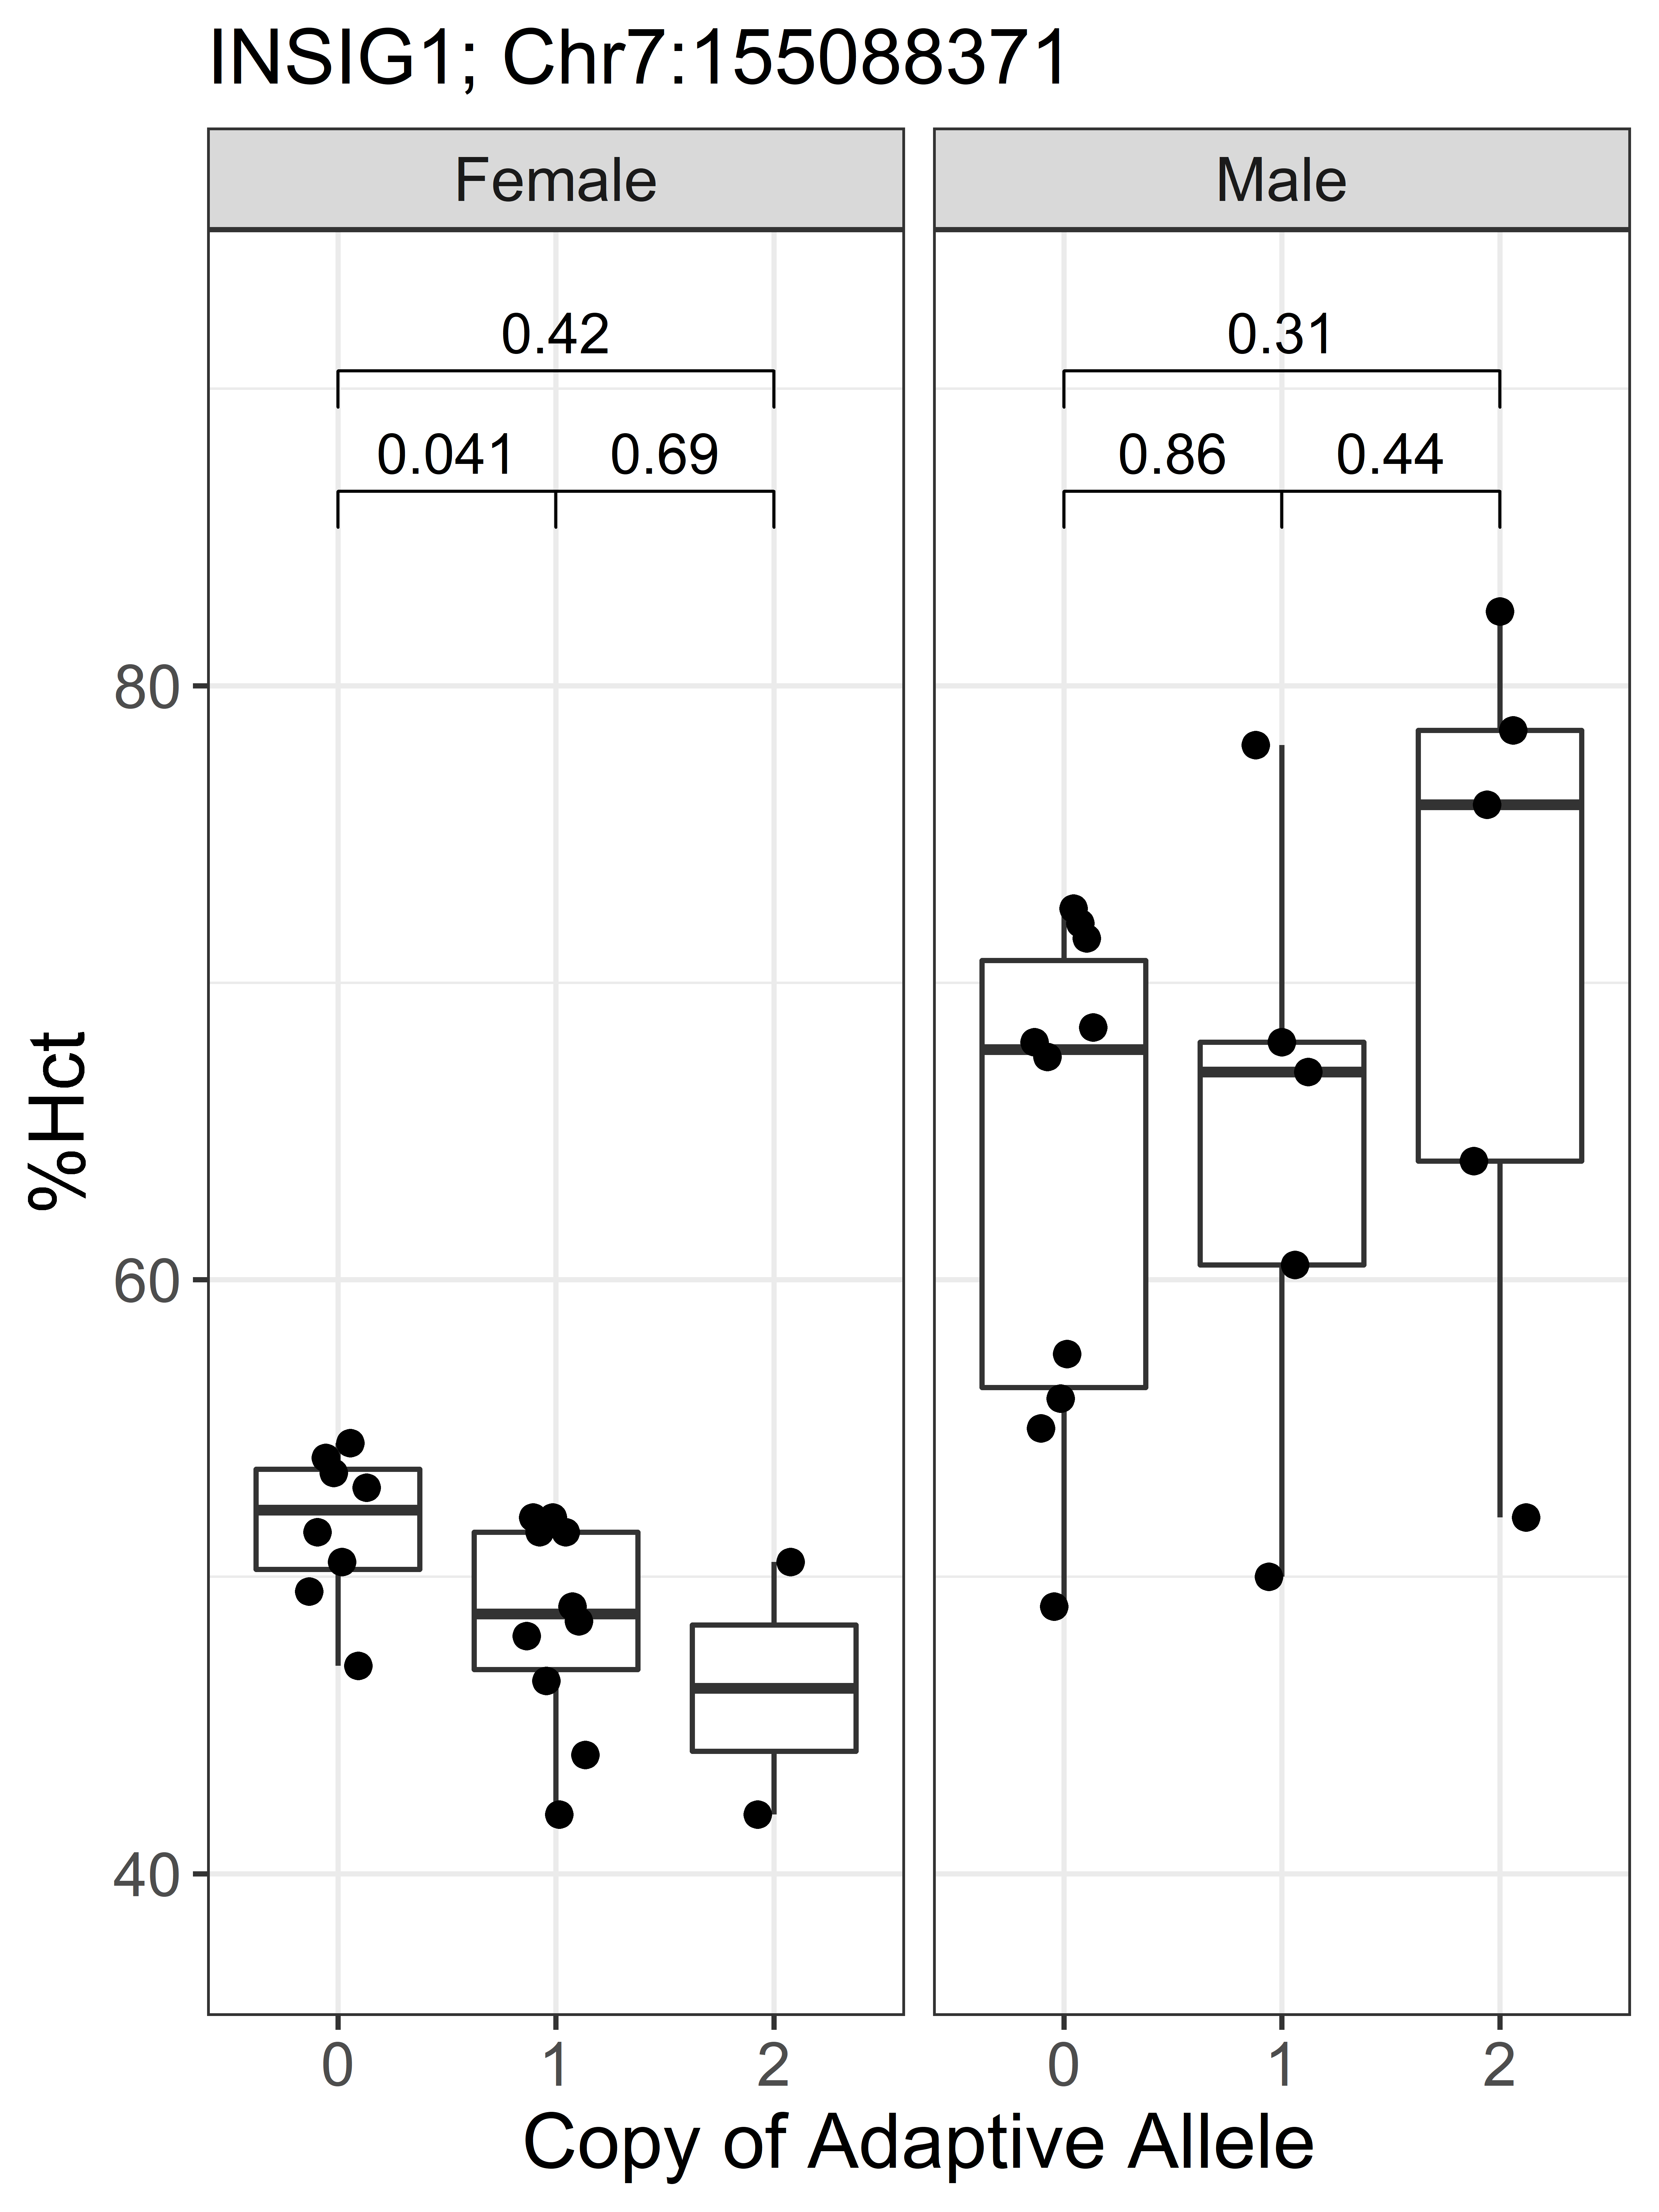 INSIG1; Chr7:155088371
Female
Male
0.42
0.31
0.041 0.69
0.86 0.44
%Hct
80
60
40
0 1 2
0 1 2
Copy of Adaptive Allele